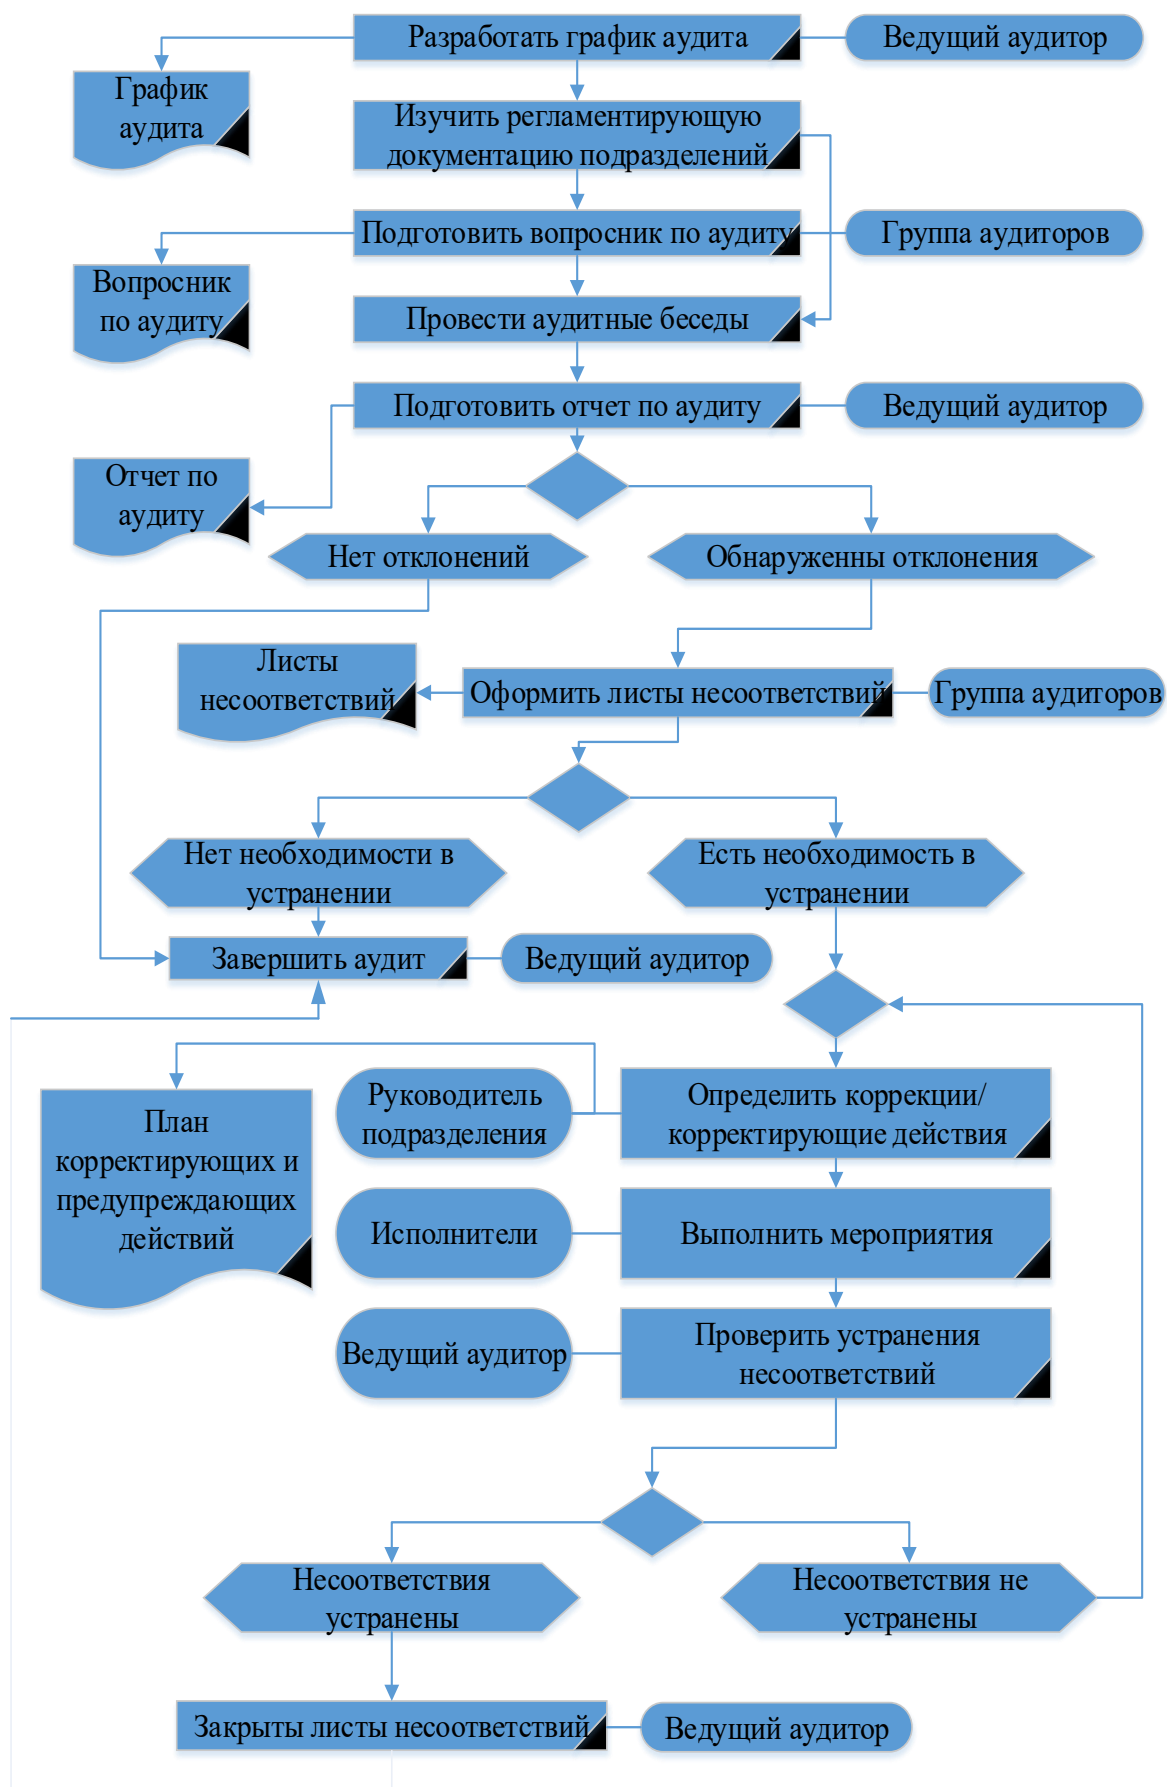 Разработать график аудита
Ведущий аудитор
График
аудита
Изучить регламентирующую
документацию подразделений
Подготовить вопросник по аудиту
Группа аудиторов
Вопросник
по аудиту
Провести аудитные беседы
Подготовить отчет по аудиту
Ведущий аудитор
Отчет по
аудиту
Нет отклонений
Обнаруженны отклонения
Листы
несоответствий
Оформить листы несоответствий
Группа аудиторов
Нет необходимости в
устранении
Есть необходимость в
устранении
Завершить аудит
Ведущий аудитор
План
корректирующих и
предупреждающих
действий
Руководитель
подразделения
Определить коррекции/
корректирующие действия
Исполнители
Выполнить мероприятия
Ведущий аудитор
Проверить устранения
несоответствий
Несоответствия
устранены
Несоответствия не
устранены
Закрыты листы несоответствий
Ведущий аудитор